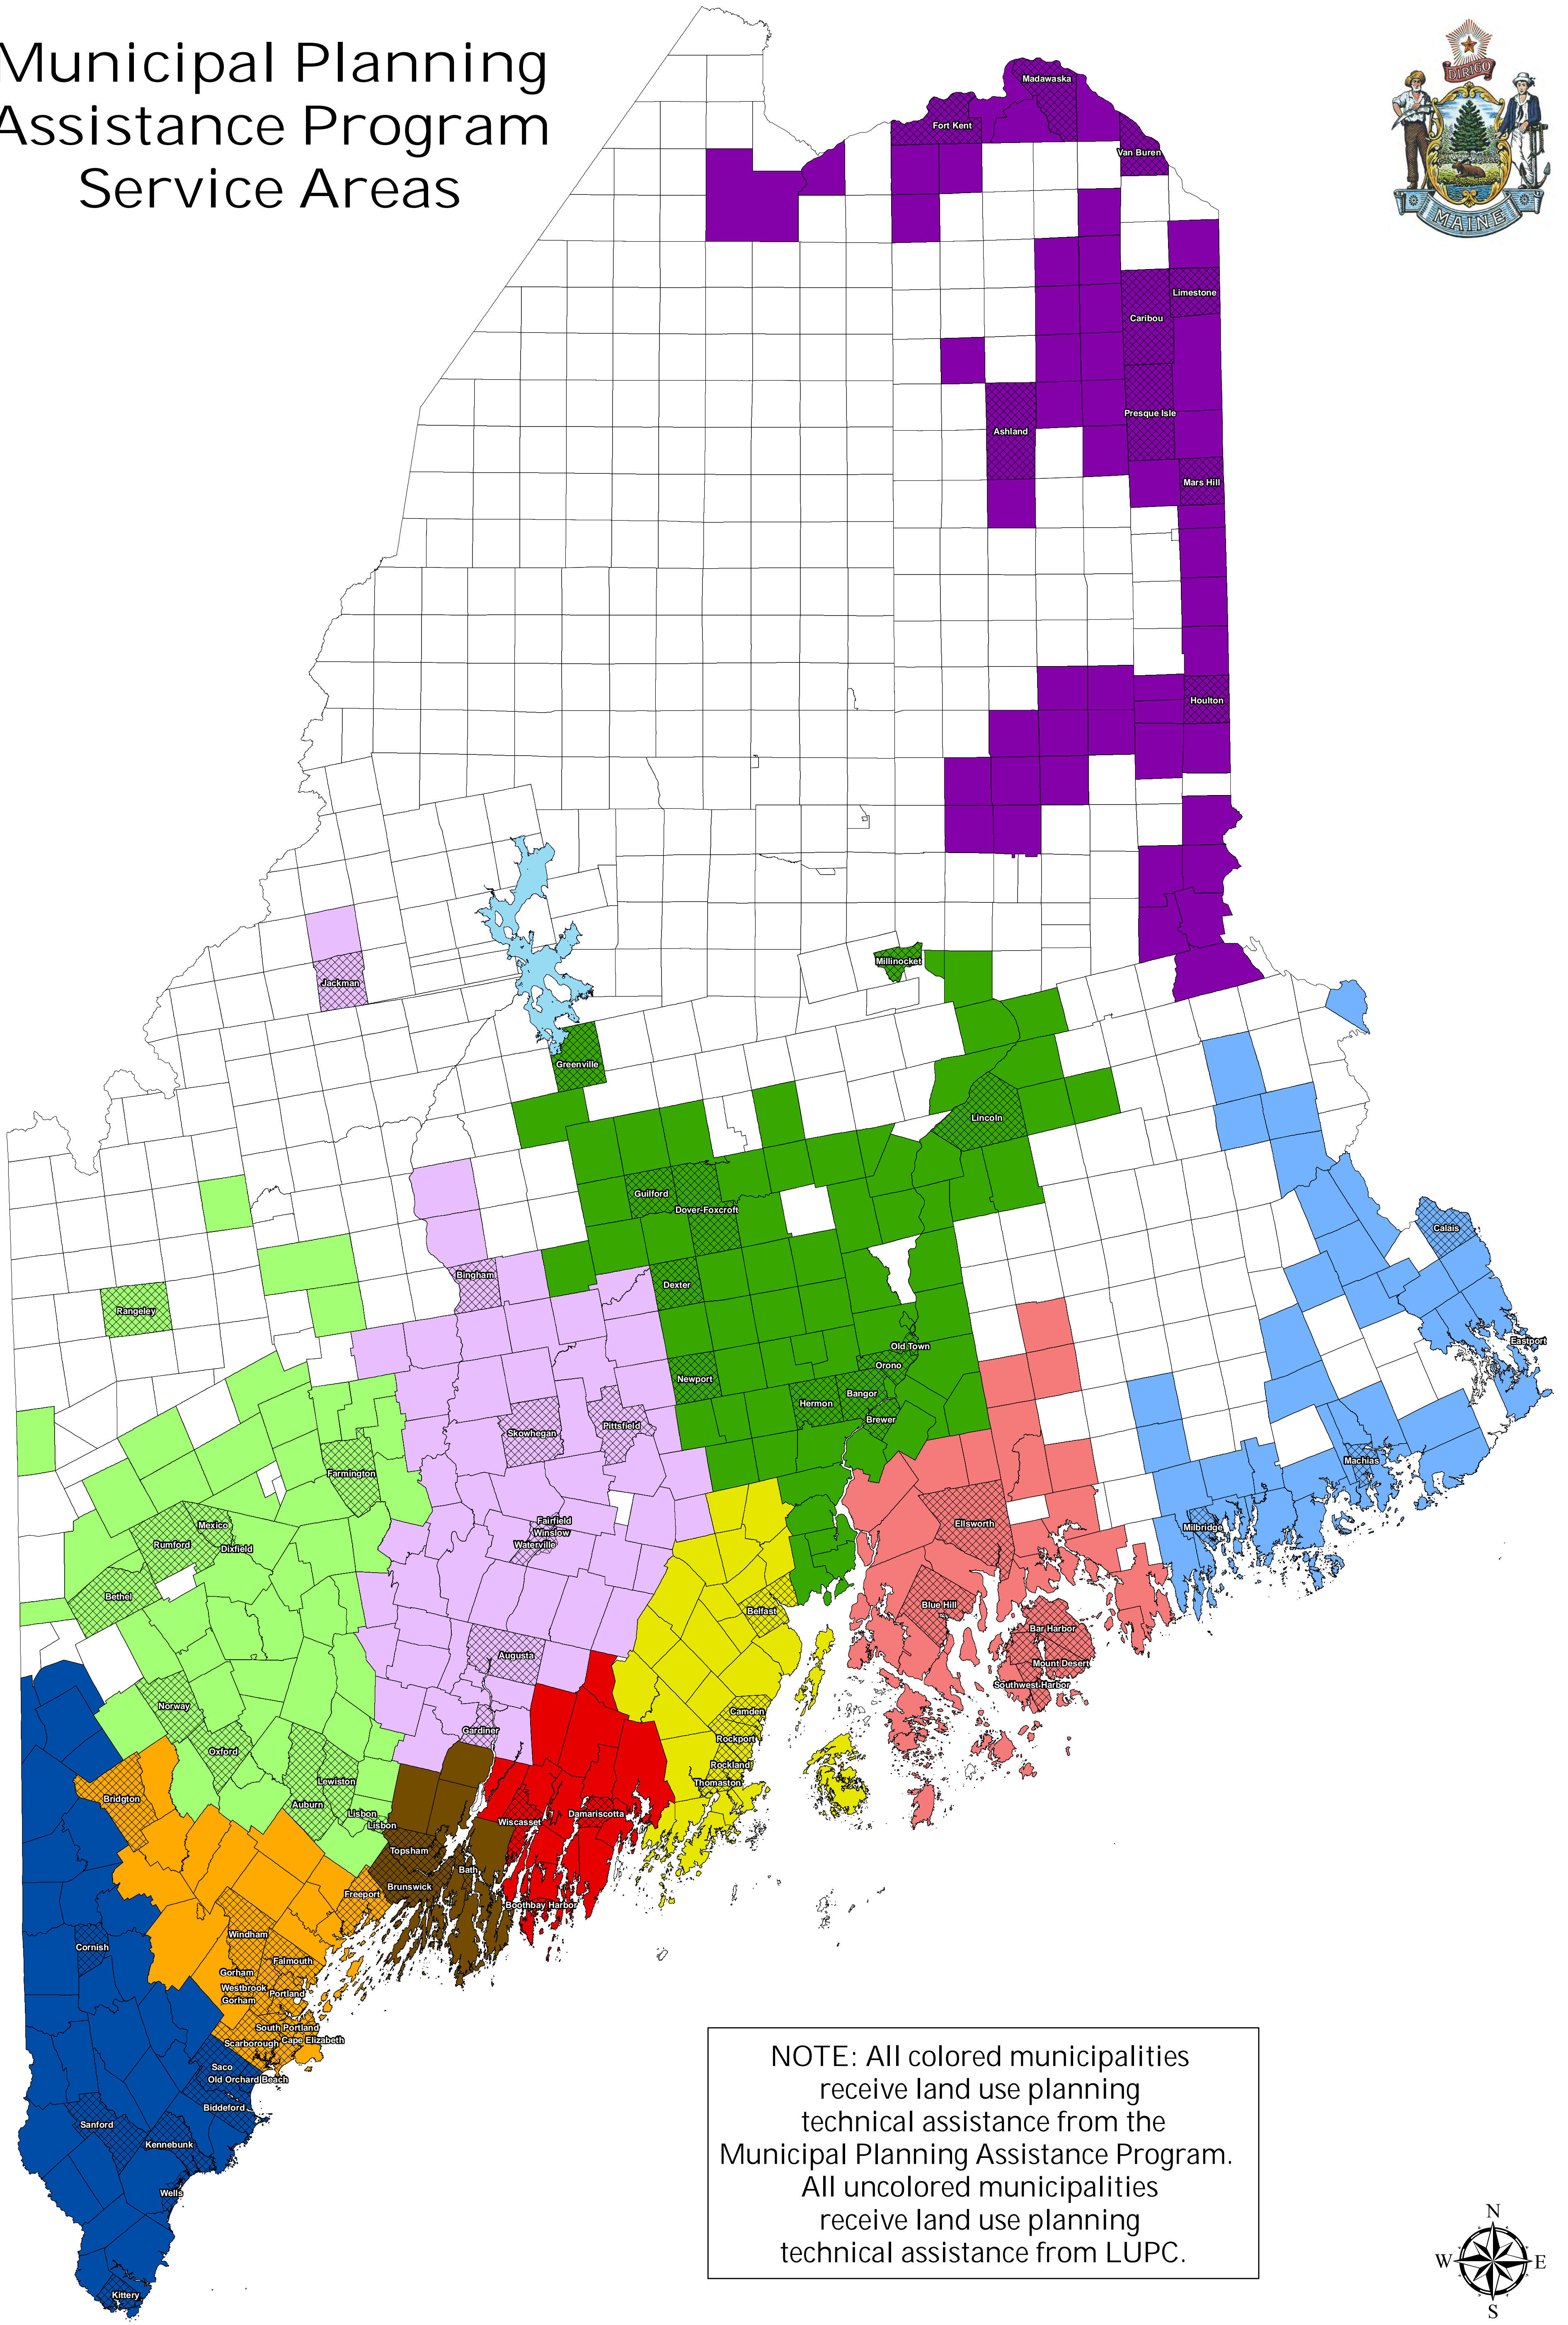 Municipal Planning
Assistance Program
Service Areas
DIRIGO
MAINE
Madawaska
Fort Kent
Van Buren
Limestone
Caribou
Presque Isle
Ashland
Mars Hill
Houlton
Millinocket
Jackman
Greenville
Lincoln
Guilford
Dover-Foxcroft
Calais
Bingham
Dexter
Rangeley
Eastport
Old Town
Orono
Newport
Bangor
Hermon
Brewer
Pittsfield
Skowhegan
Machias
Farmington
Fairfield
Winslow
Waterville
Ellsworth
Milbridge
Mexico
Rumford
Dixfield
Bethel
Blue Hill
Belfast
Bar Harbor
Augusta
Mount Desert
Southwest Harbor
Norway
Camden
Gardiner
Rockport
Oxford
Rockland
Lewiston
Thomaston
Bridgton
Auburn
Lisbon
Damariscotta
Wiscasset
Lisbon
Topsham
Bath
Brunswick
Freeport
Boothbay Harbor
Windham
Cornish
Falmouth
Gorham
Westbrook
Portland
Gorham
South Portland
Cape Elizabeth
Scarborough
Saco
Old Orchard Beach
Biddeford
Sanford
Kennebunk
Wells
Kittery
NOTE: All colored municipalities
receive land use planning
technical assistance from the
Municipal Planning Assistance Program.
All uncolored municipalities
receive land use planning
technical assistance from LUPC.
N
W E
S